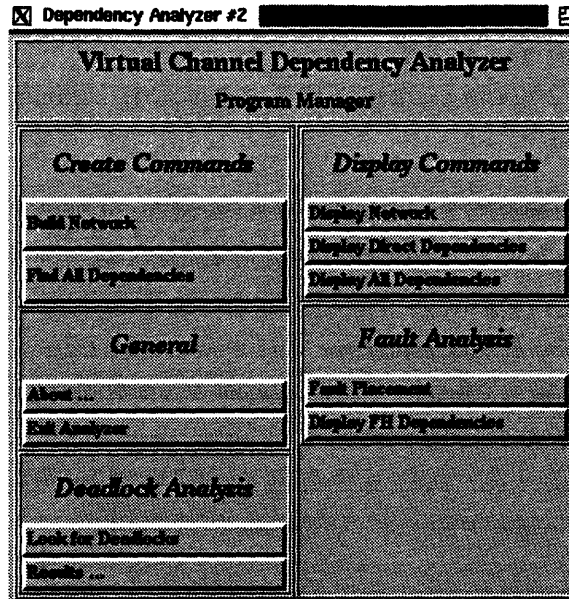 Dependency Analyzer #2
Virtual Channel Dependency Analyzer
Program Manager
Create Commands
Build Network
Find All Dependencies
General
About ...
Exit Analyzer
Deadlock Analysis
Look for Deadlocks
Results ...
Display Commands
Display Network
Display Direct Dependencies
Display All Dependencies
Fault Analysis
Fault Placement
Display FH Dependencies